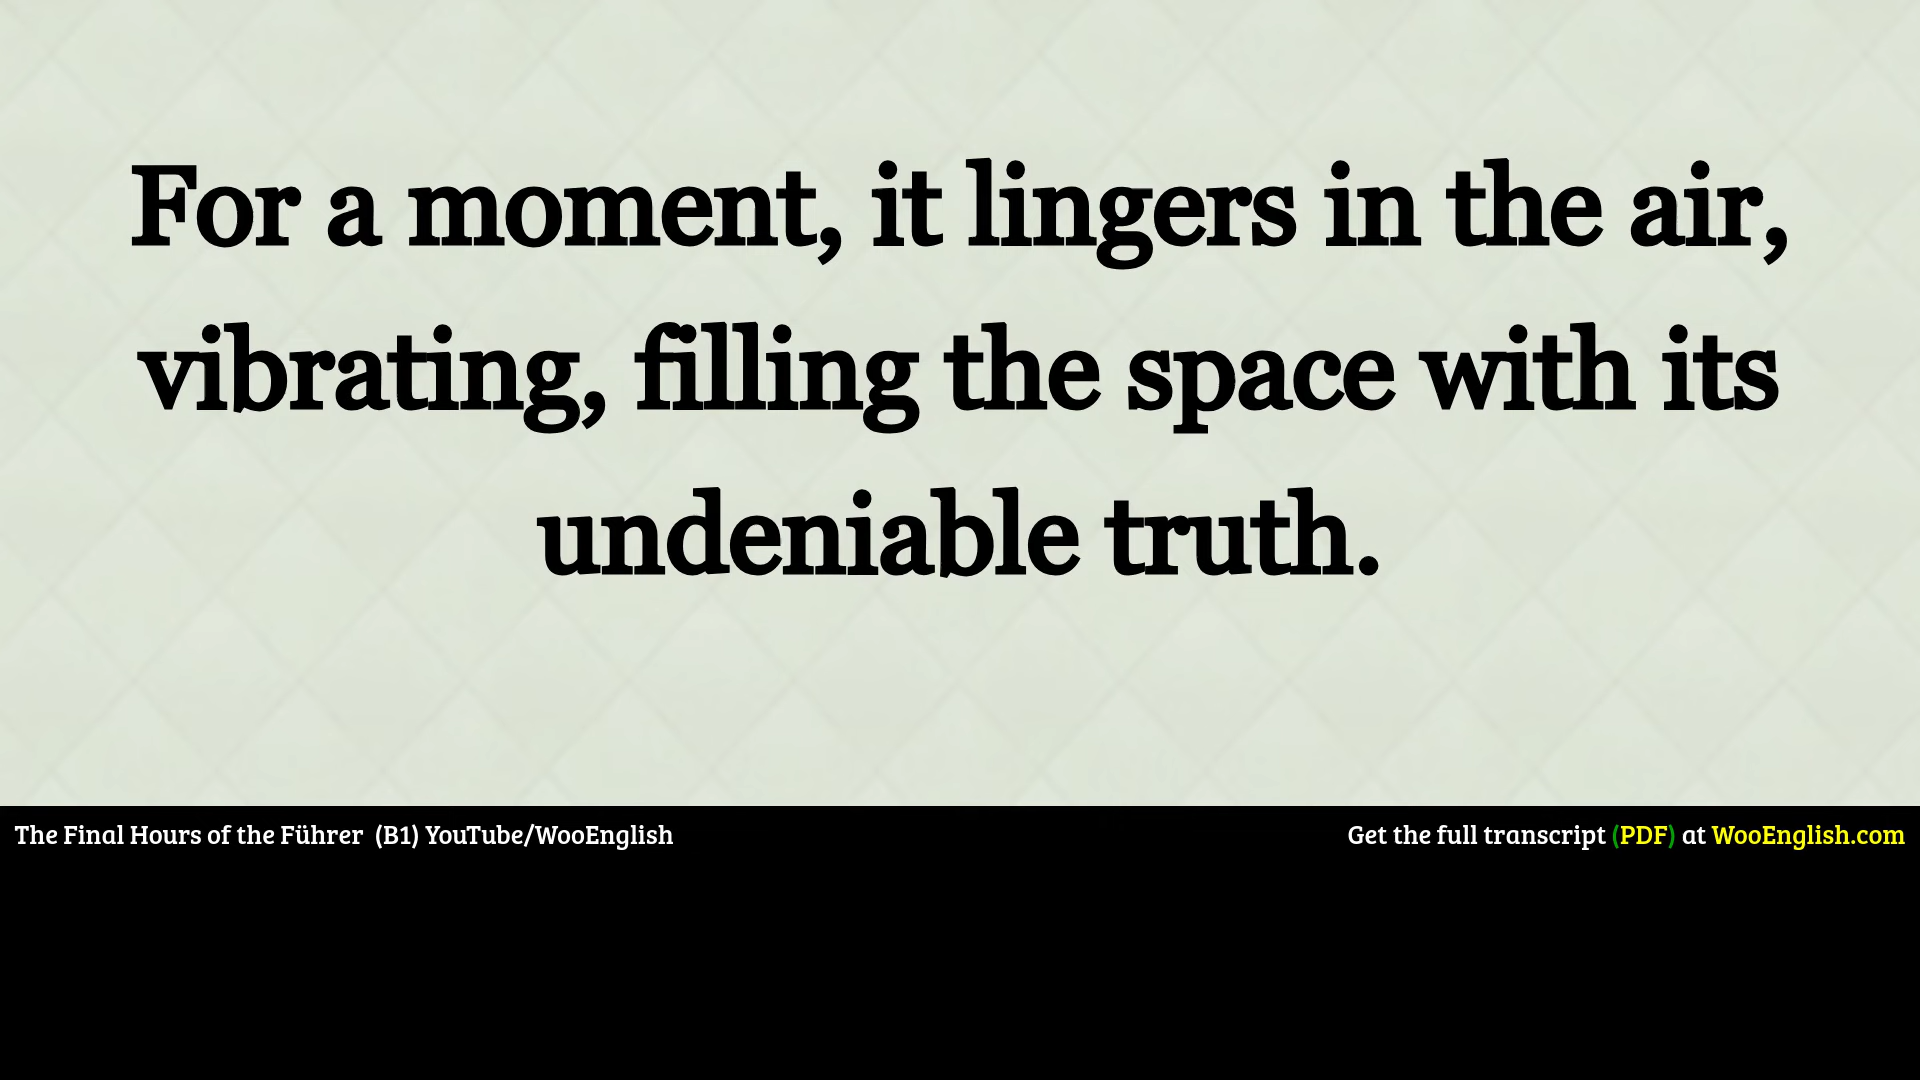 For a moment, it lingers in the air,
vibrating, filling the space with its
undeniable truth.
The Final Hours of the Führer (B1) YouTube/WooEnglish
Get the full transcript (PDF) at WooEnglish.com